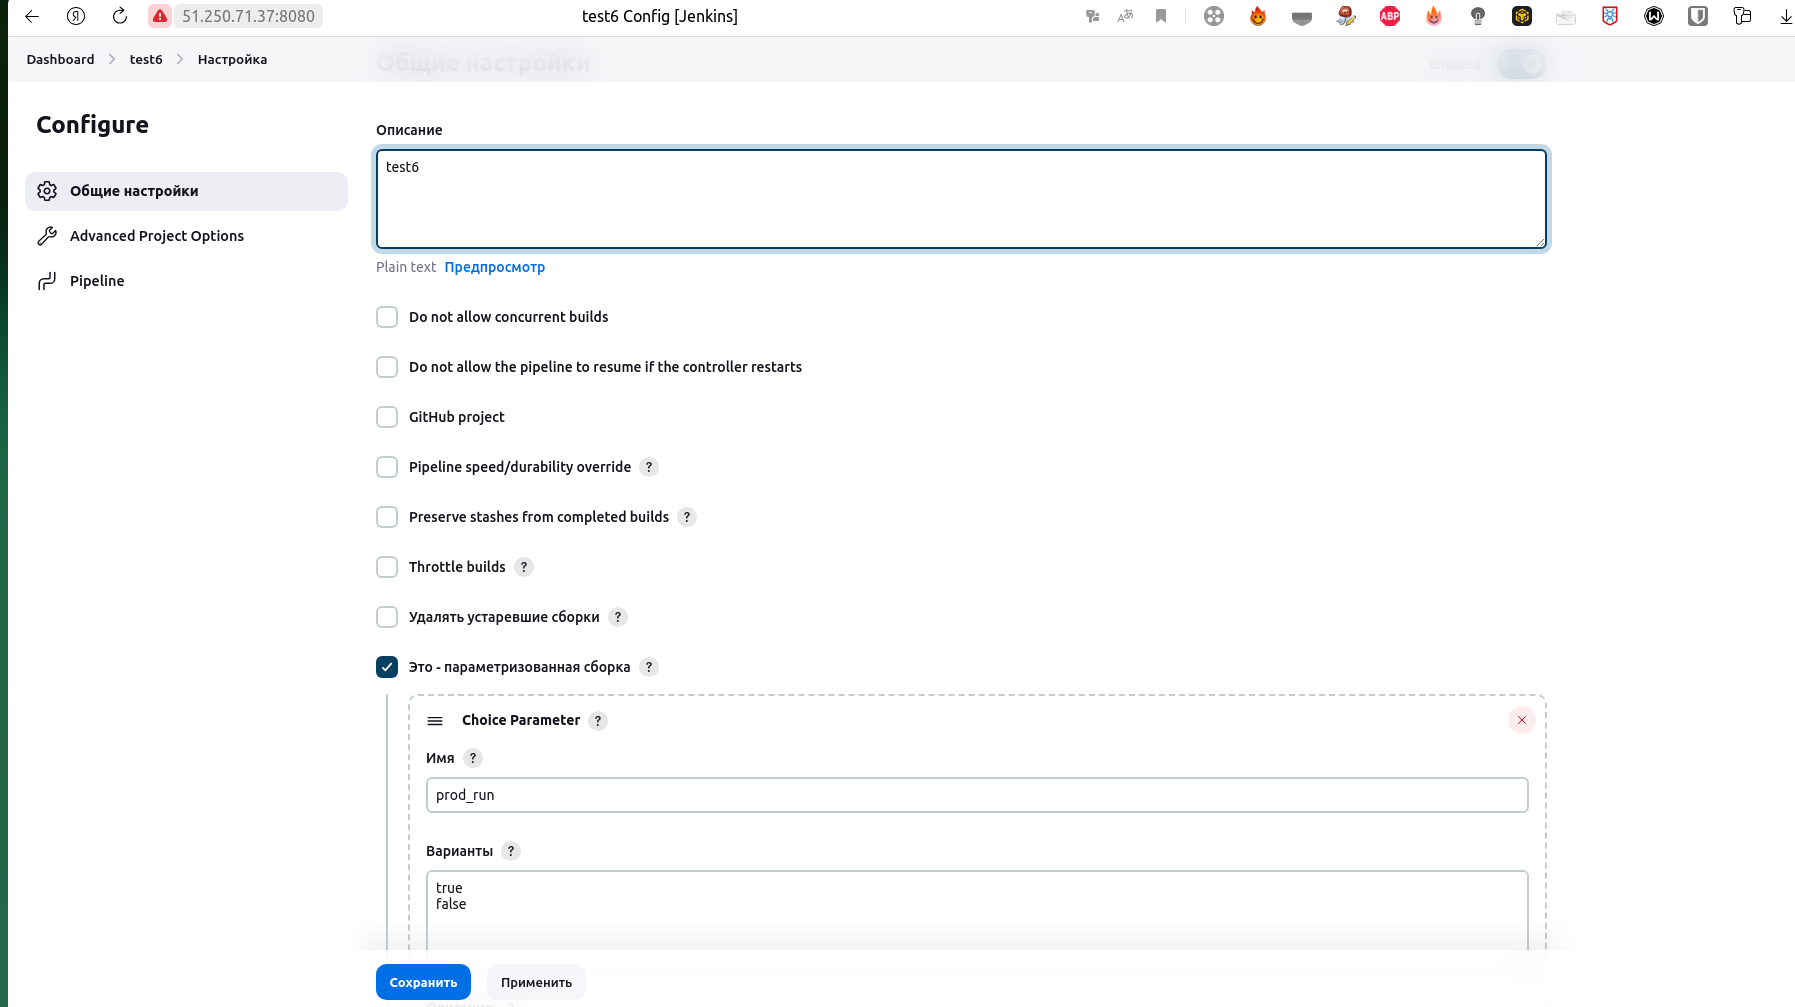 51.250.71.37:8080
test6 Config [Jenkins]
ABP
Dashboard
test6
Настройка
Общие настройки
Enabled
Configure
Общие настройки
Advanced Project Options
Pipeline
Описание
test6
Plain text Предпросмотр
Do not allow concurrent builds
Do not allow the pipeline to resume if the controller restarts
GitHub project
Pipeline speed/durability override ?
Preserve stashes from completed builds ?
Throttle builds ?
Удалять устаревшие сборки ?
Это - параметризованная сборка ?
Choice Parameter ?
Имя ?
prod_run
Варианты ?
true
false
Сохранить
Применить